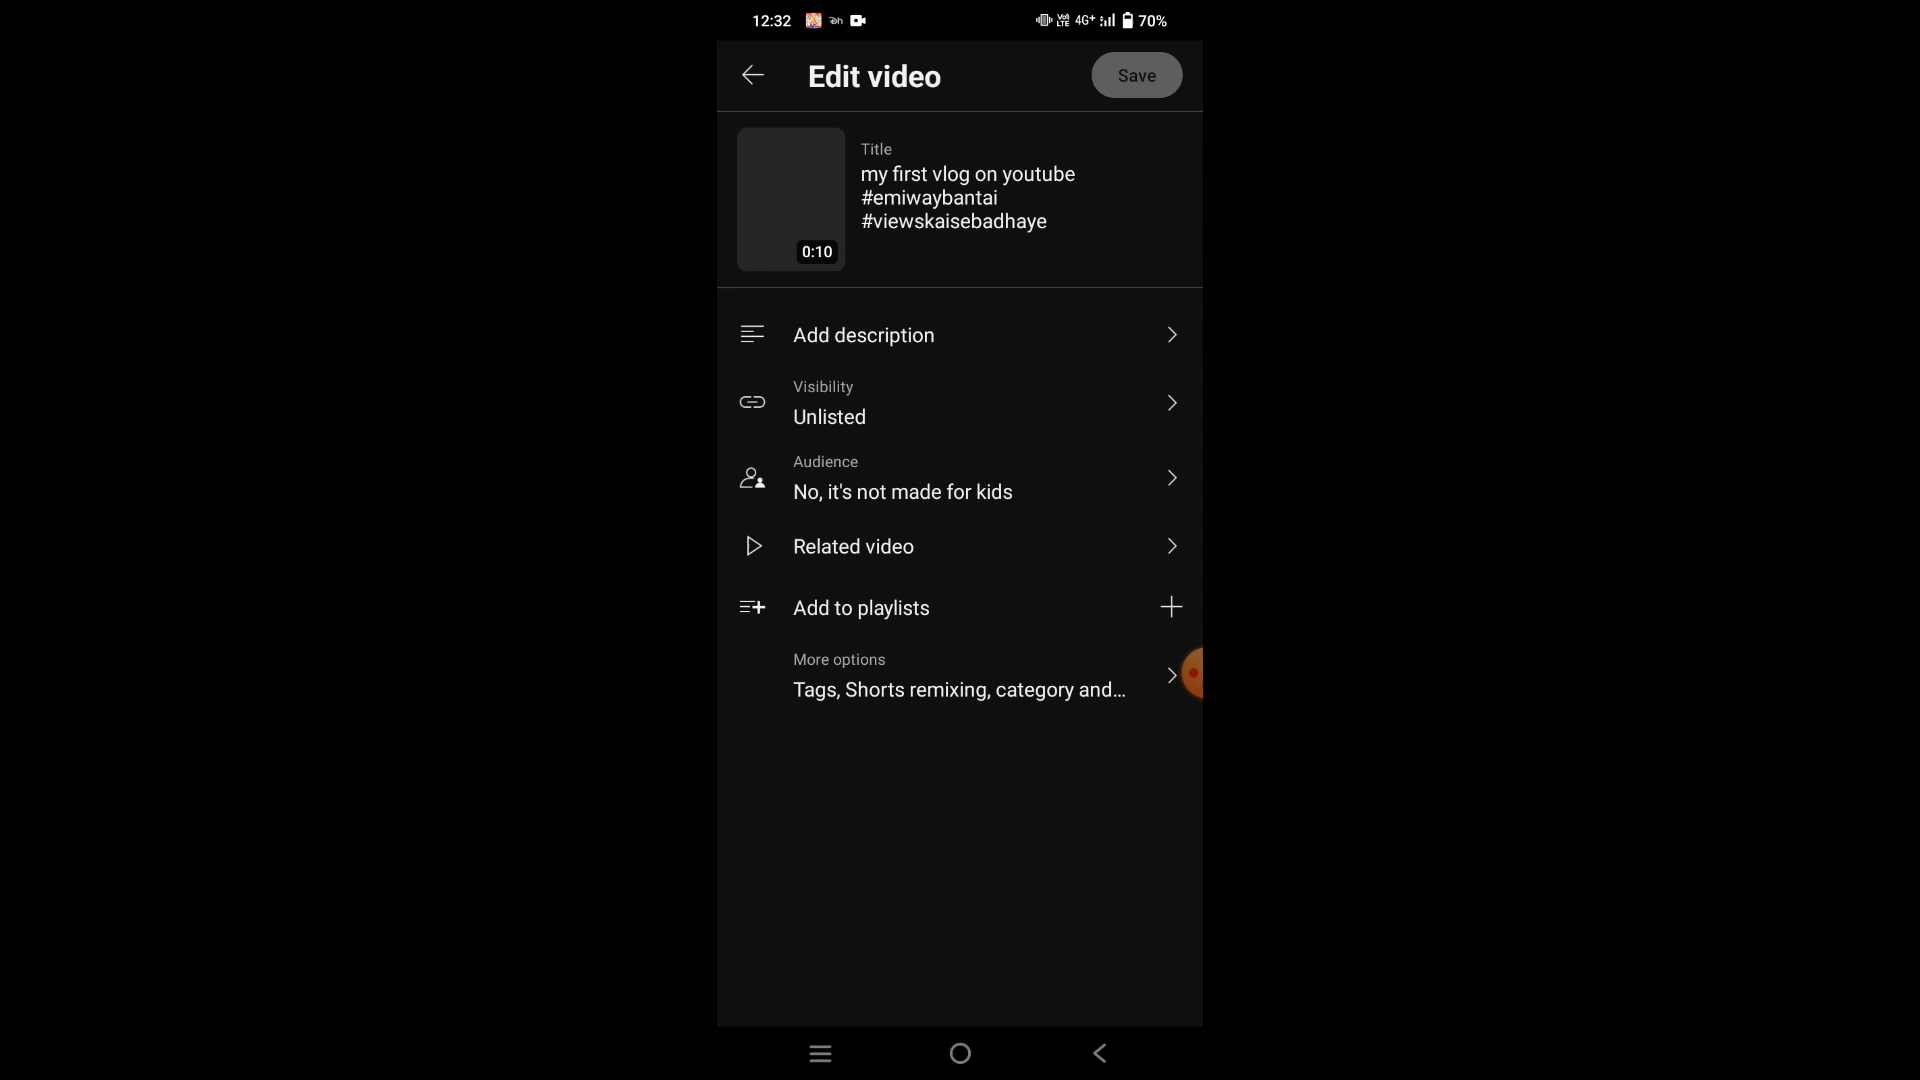 12:32 4G+ 70%
Edit video
Save
Title
my first vlog on youtube
#emiwaybantai
#viewskaisebadhaye
0:10
Add description
Visibility
Unlisted
Audience
No, it's not made for kids
Related video
Add to playlists
More options
Tags, Shorts remixing, category and...